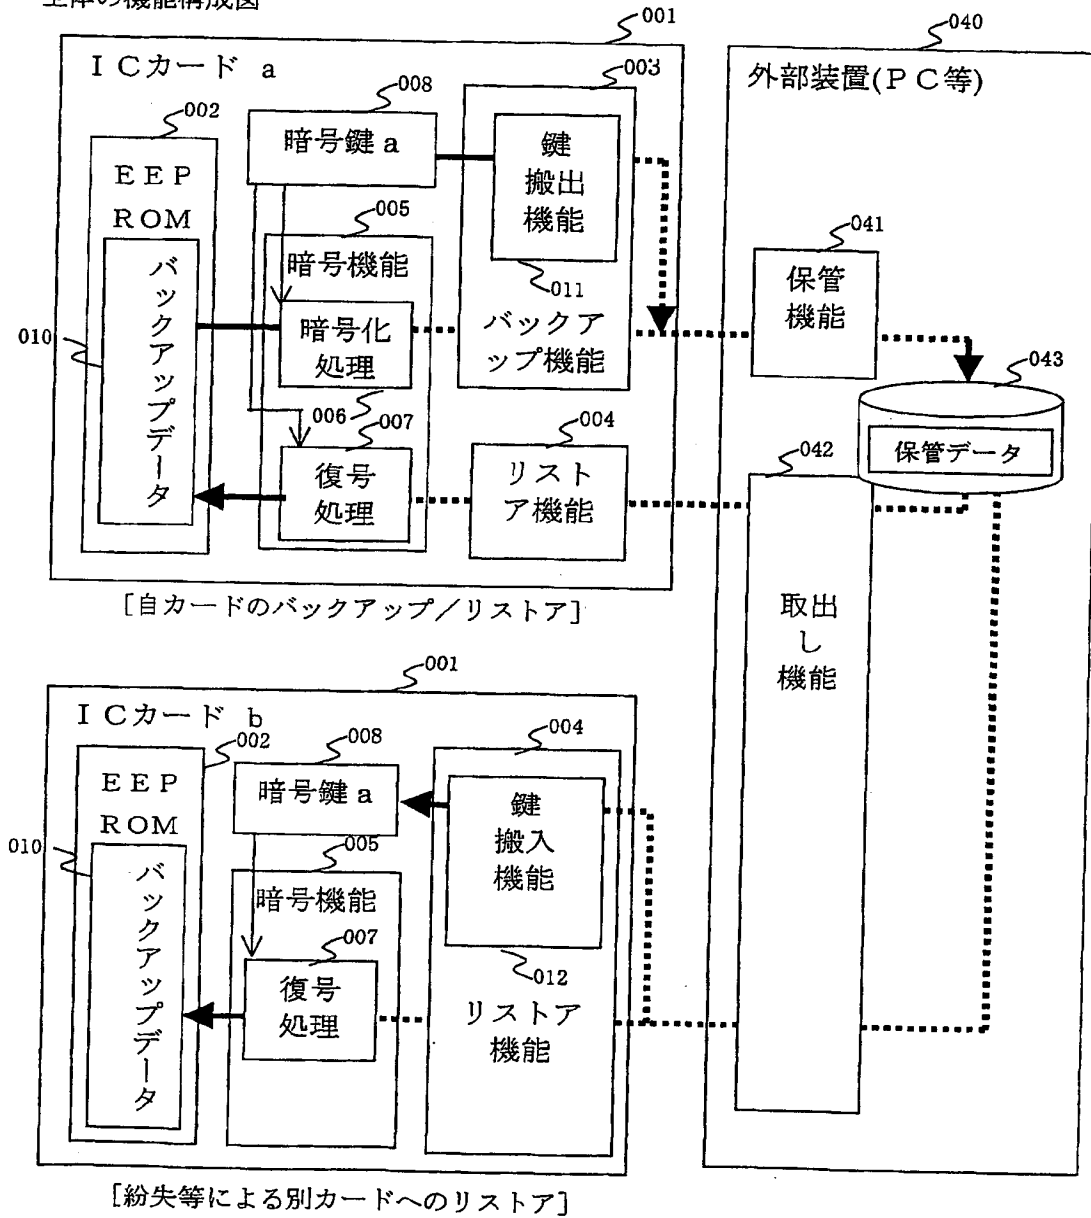 全体の機能構成図
001
040
ICカード a
003
外部装置(PC等)
008
002
暗号鍵a
鍵
搬出
機能
EEP
ROM
005
041
暗号機能
保管
機能
011
バックアップデータ
010
暗号化
処理
バックア
ップ機能
043
006
007
004
042
保管データ
復号
処理
リスト
ア機能
[自カードのバックアップ/リストア]
取出
し
機能
001
ICカード b
002
008
004
EEP
ROM
暗号鍵a
鍵
搬入
機能
010
005
バックアップデータ
暗号機能
007
012
復号
処理
リストア
機能
[紛失等による別カードへのリストア]